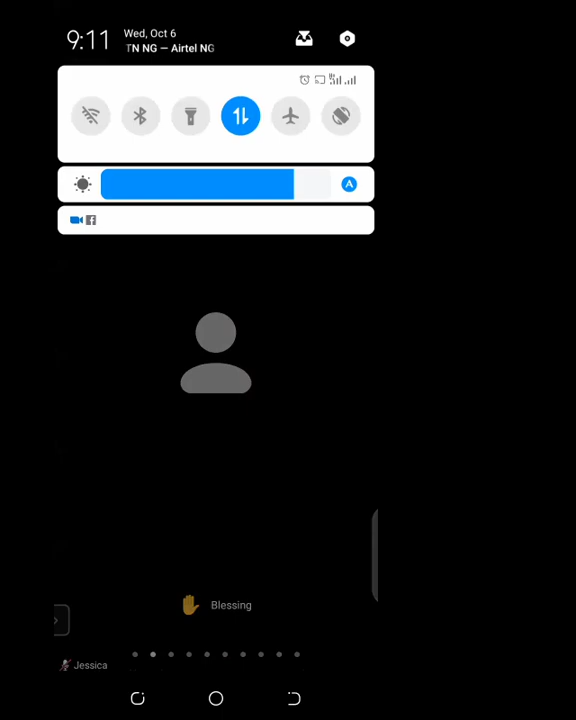 9:11
Wed, Oct 6
TN NG — Airtel NG
A
Blessing
Jessica